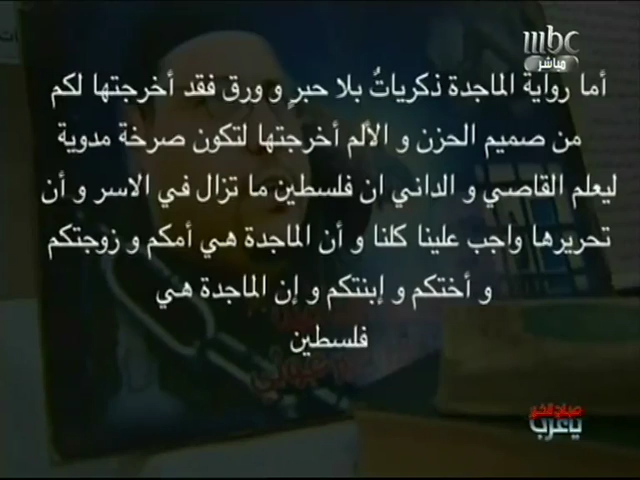 mbc
مباشر
أما رواية الماجدة ذكرياتٌ بلا حبرٍ و ورق فقد أخرجتها لكم
من صميم الحزن و الألم أخرجتها لتكون صرخة مدوية
ليعلم القاصي و الداني ان فلسطين ما تزال في الاسر و أن
تحريرها واجب علينا كلنا و أن الماجدة هي أمكم و زوجتكم
و أختكم و إبنتكم و إن الماجدة هي
فلسطين
صباح الخير
يا عرب